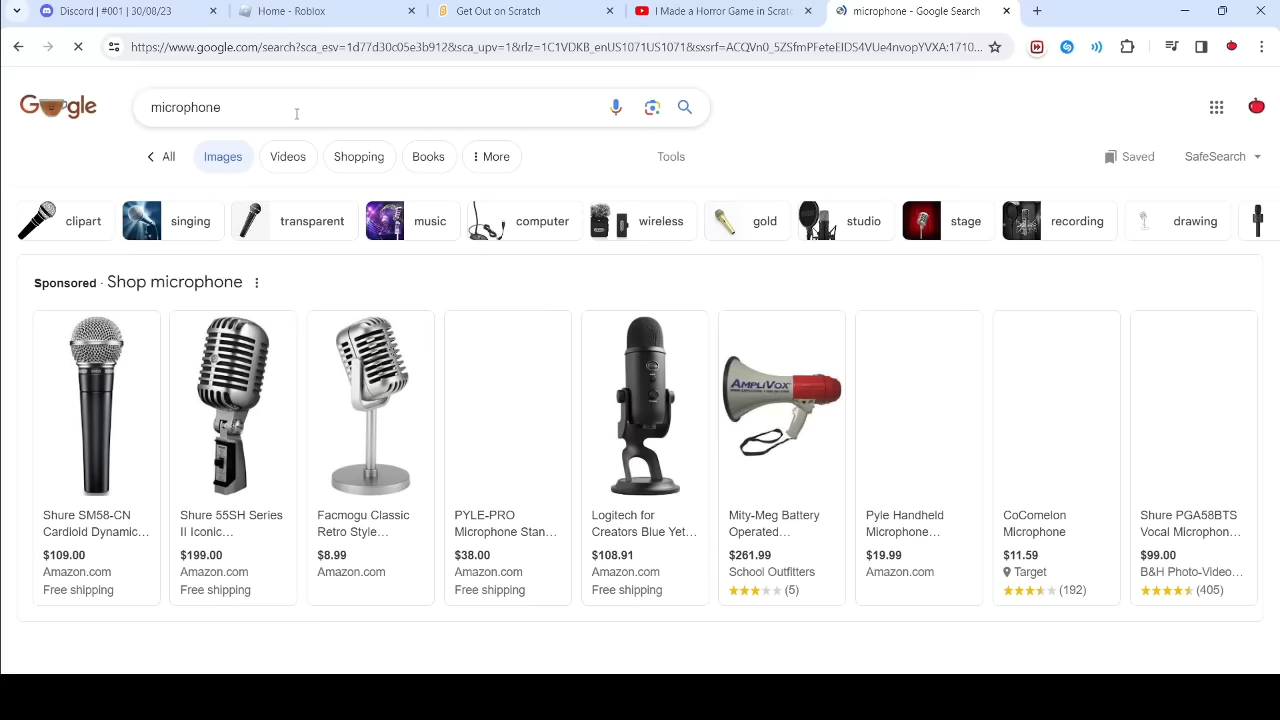 Discord | #001 | 30/08/23
Home - Roblox
Get Out on Scratch
I Made a Horror Game in Scratc
microphone - Google Search
https://www.google.com/search?sca_esv=1d77d30c05e3b912&sca_upv=1&rlz=1C1VDKB_enUS1071US1071&sxsrf=ACQVn0_5ZSfmPFeteElDS4VUe4nvopYVXA:1710...
Google
microphone
All
Images
Videos
Shopping
Books
More
Tools
Saved
SafeSearch
clipart
singing
transparent
music
computer
wireless
gold
studio
stage
recording
drawing
Sponsored · Shop microphone
AMPLIVOX
Shure SM58-CN
Cardioid Dynamic...
$109.00
Amazon.com
Free shipping
Shure 55SH Series
II Iconic...
$199.00
Amazon.com
Free shipping
Facmogu Classic
Retro Style...
$8.99
Amazon.com
PYLE-PRO
Microphone Stan...
$38.00
Amazon.com
Free shipping
Logitech for
Creators Blue Yet...
$108.91
Amazon.com
Free shipping
Mity-Meg Battery
Operated...
$261.99
School Outfitters
(5)
Pyle Handheld
Microphone...
$19.99
Amazon.com
CoComelon
Microphone
$11.59
Target
(192)
Shure PGA58BTS
Vocal Microphon...
$99.00
B&H Photo-Video...
(405)